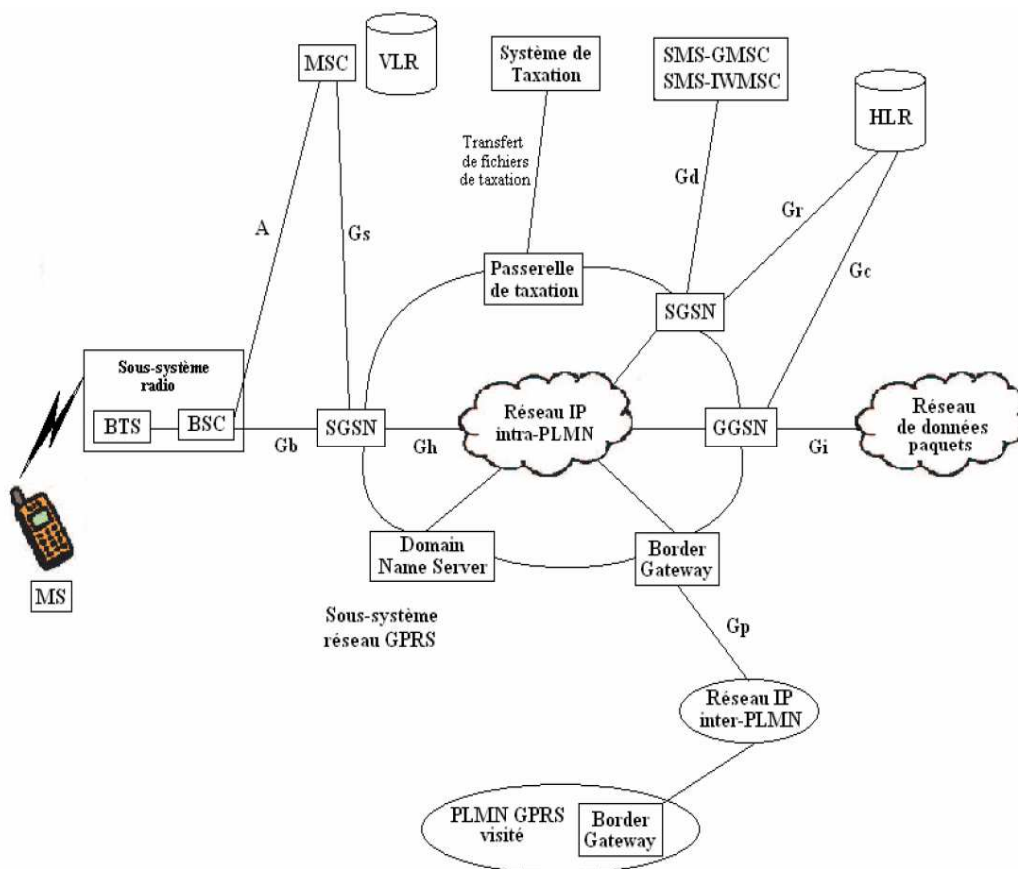 MSC
VLR
Système de
Taxation
SMS-GMSC
SMS-IWMSC
HLR
Transfert
de fichiers
de taxation
Gd
Gr
A
Gs
Gc
Passerelle
de taxation
SGSN
Sous-système
radio
BTS
BSC
Gb
SGSN
Gh
Réseau IP
intra-PLMN
GGSN
Gi
Réseau
de données
paquets
Domain
Name Server
Border
Gateway
MS
Sous-système
réseau GPRS
Gp
Réseau IP
inter-PLMN
PLMN GPRS
visité
Border
Gateway